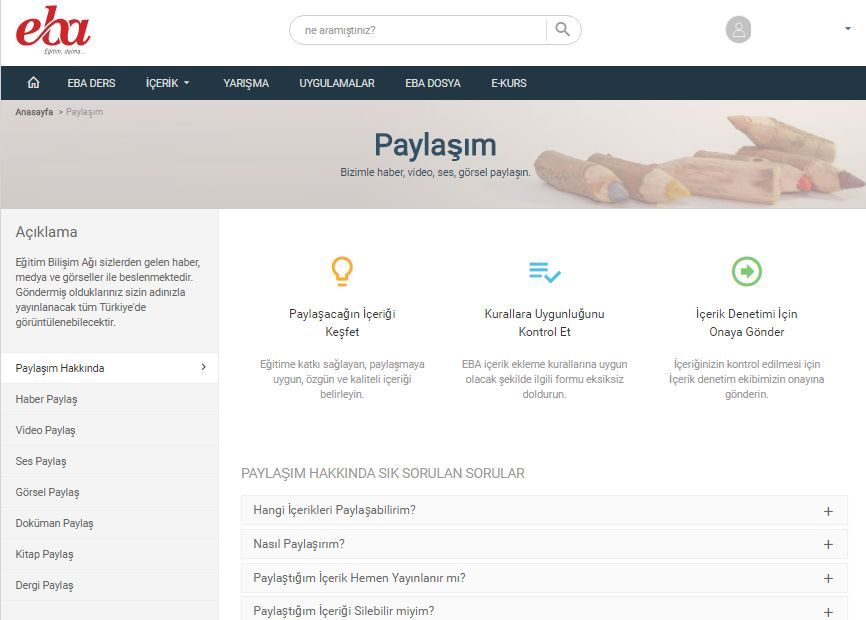 eba
Eğitim, daima...
ne aramıştınız?
EBA DERS
İÇERİK
YARIŞMA
UYGULAMALAR
EBA DOSYA
E-KURS
Anasayfa > Paylaşım
Paylaşım
Bizimle haber, video, ses, görsel paylaşın.
Açıklama
Eğitim Bilişim Ağı sizlerden gelen haber,
medya ve görseller ile beslenmektedir.
Göndermiş olduklarınız sizin adınızla
yayınlanacak tüm Türkiye'de
görüntülenebilecektir.
Paylaşım Hakkında
Haber Paylaş
Video Paylaş
Ses Paylaş
Görsel Paylaş
Doküman Paylaş
Kitap Paylaş
Dergi Paylaş
Paylaşacağın İçeriği
Keşfet
Eğitime katkı sağlayan, paylaşmaya
uygun, özgün ve kaliteli içeriği
belirleyin.
Kurallara Uygunluğunu
Kontrol Et
EBA içerik ekleme kurallarına uygun
olacak şekilde ilgili formu eksiksiz
doldurun.
İçerik Denetimi İçin
Onaya Gönder
İçeriğinizin kontrol edilmesi için
İçerik denetim ekibimizin onayına
gönderin.
PAYLAŞIM HAKKINDA SIK SORULAN SORULAR
Hangi İçerikleri Paylaşabilirim?
Nasıl Paylaşırım?
Paylaştığım İçerik Hemen Yayınlanır mı?
Paylaştığım İçeriği Silebilir miyim?